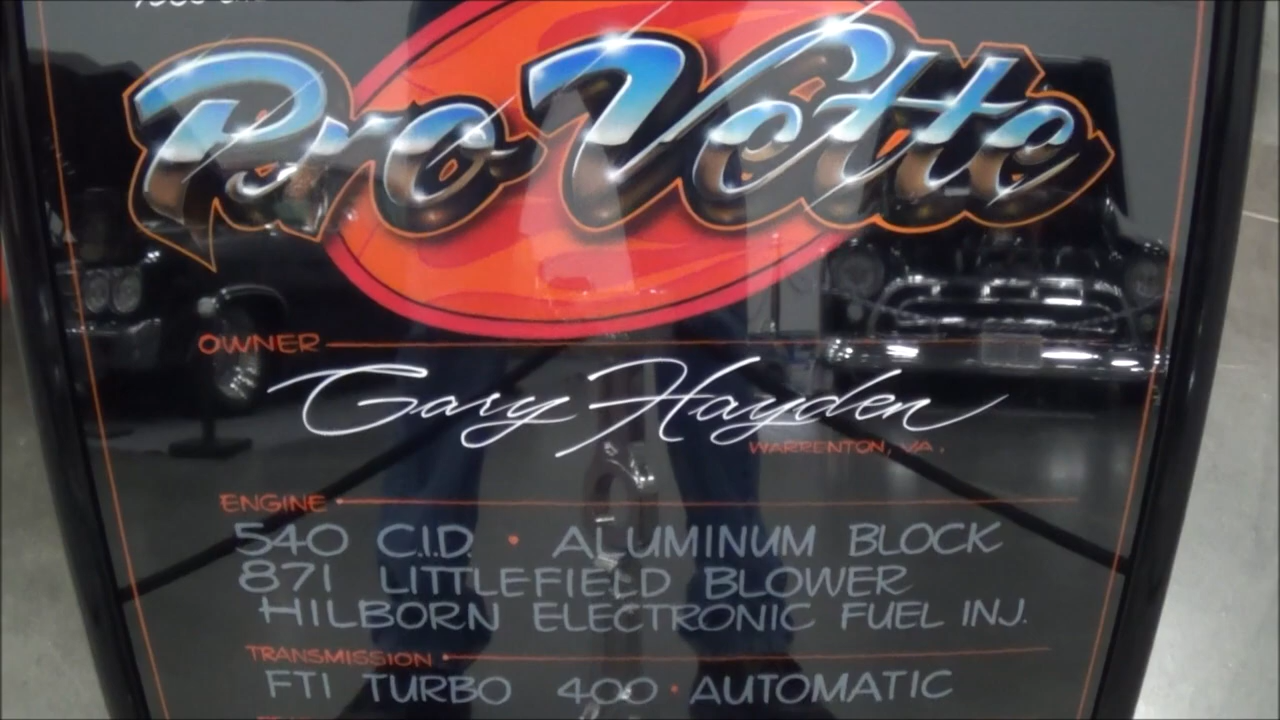 Pro Vette
OWNER
Gary Hayden
WARRENTON, VA.
ENGINE
540 C.I.D. • ALUMINUM BLOCK
871 LITTLEFIELD BLOWER
HILBORN ELECTRONIC FUEL INJ.
TRANSMISSION
FTI TURBO 400 • AUTOMATIC